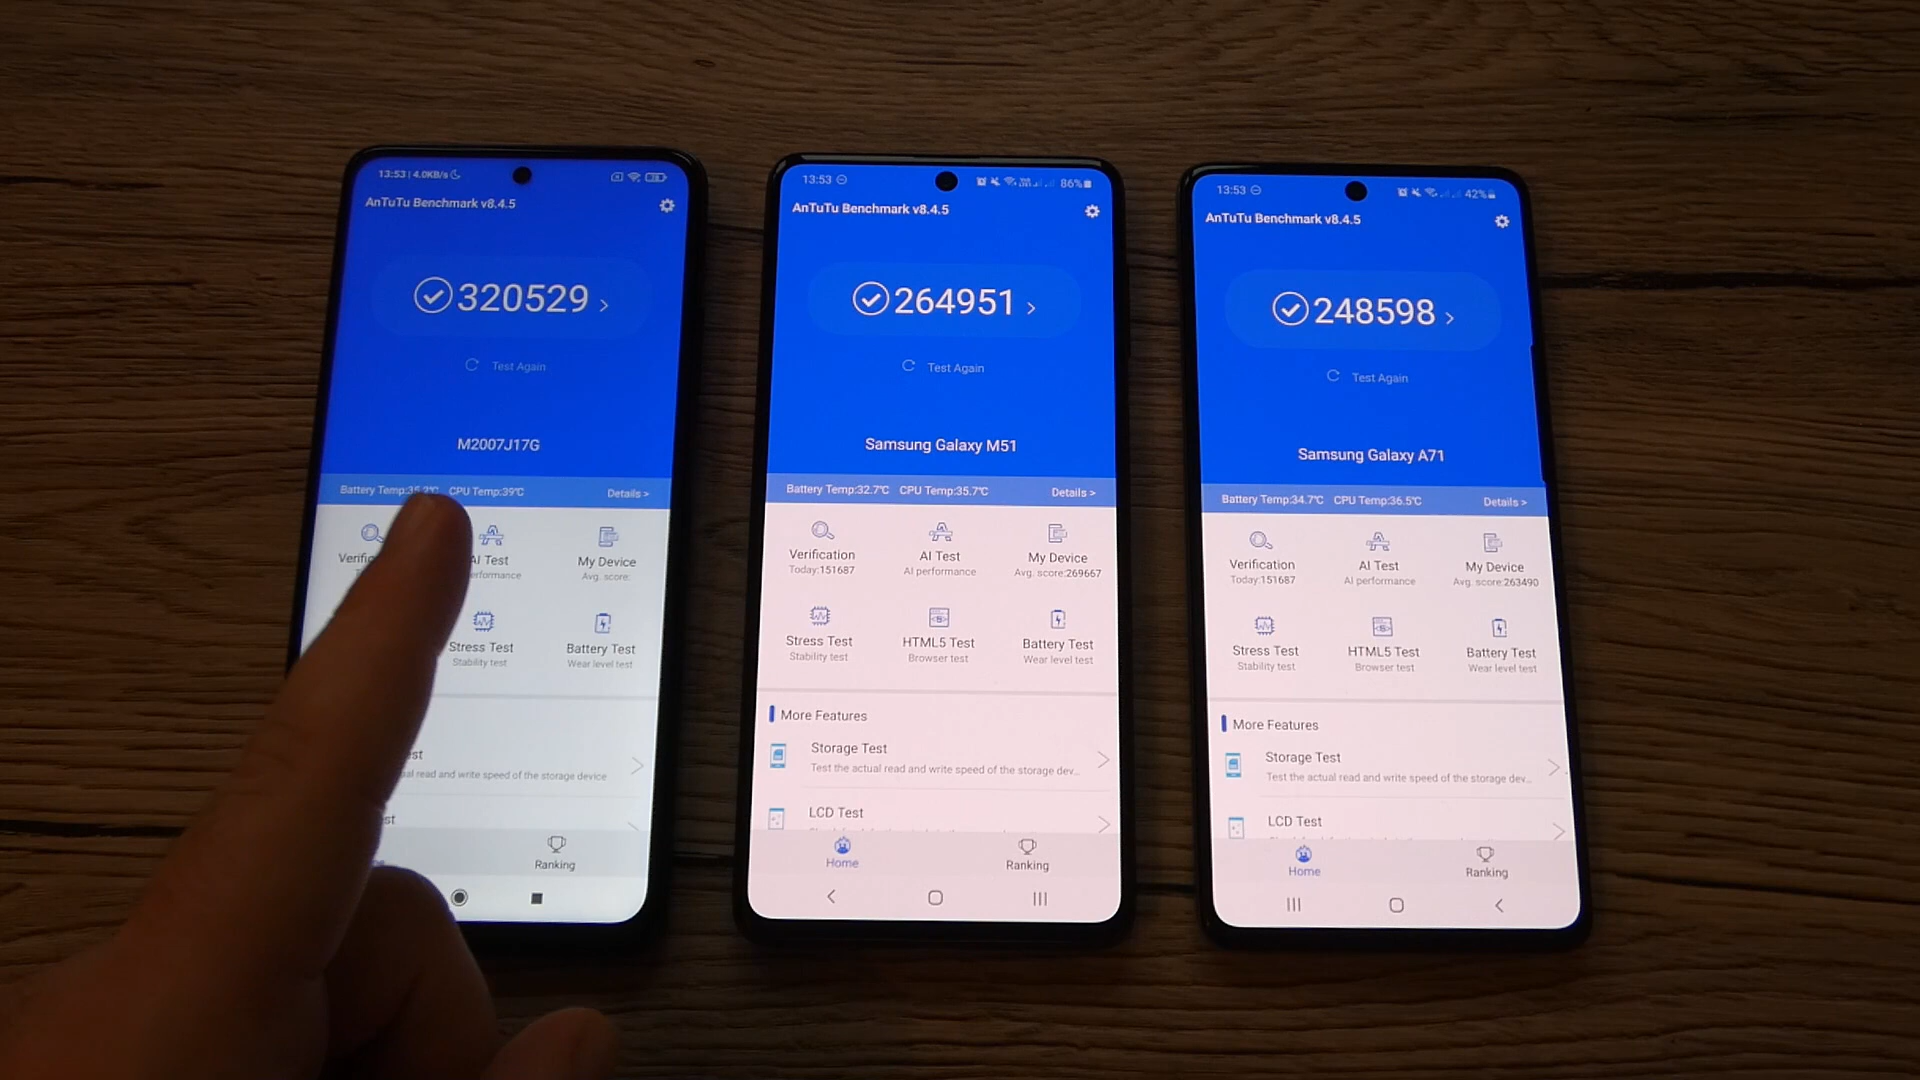 13:53 | 4.0KB/s
AnTuTu Benchmark v8.4.5
320529 >
Test Again
M2007J17G
CPU Temp:39℃
Details >
AI Test
My Device
Avg. score:
Stress Test
Stability test
Battery Test
Wear level test
read and write speed of the storage device
Ranking
13:53
86%
AnTuTu Benchmark v8.4.5
264951 >
Test Again
Samsung Galaxy M51
Battery Temp:32.7℃ CPU Temp:35.7℃
Details >
Verification
Today:151687
AI Test
AI performance
My Device
Avg. score:269667
Stress Test
Stability test
HTML5 Test
Browser test
Battery Test
Wear level test
More Features
Storage Test
Test the actual read and write speed of the storage dev...
LCD Test
Home
Ranking
13:53
42%
AnTuTu Benchmark v8.4.5
248598 >
Test Again
Samsung Galaxy A71
Battery Temp:34.7℃ CPU Temp:36.5℃
Details >
Verification
Today:151687
AI Test
AI performance
My Device
Avg. score:263490
Stress Test
Stability test
HTML5 Test
Browser test
Battery Test
Wear level test
More Features
Storage Test
Test the actual read and write speed of the storage dev...
LCD Test
Home
Ranking